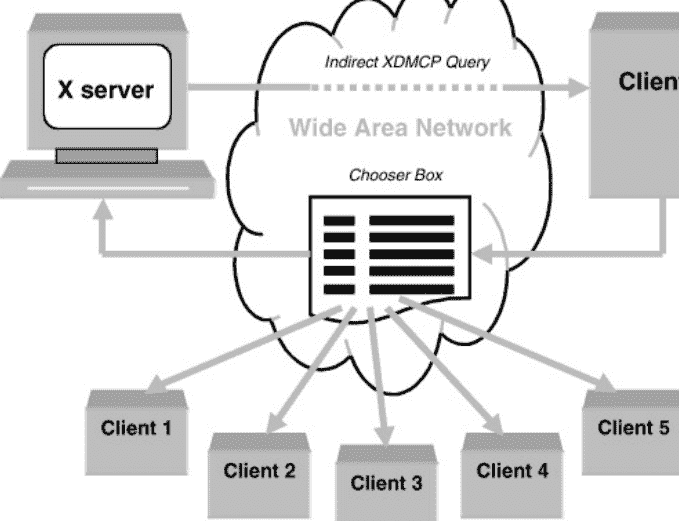 Indirect XDMCP Query
X server
Client
Wide Area Network
Chooser Box
Client 1
Client 2
Client 3
Client 4
Client 5